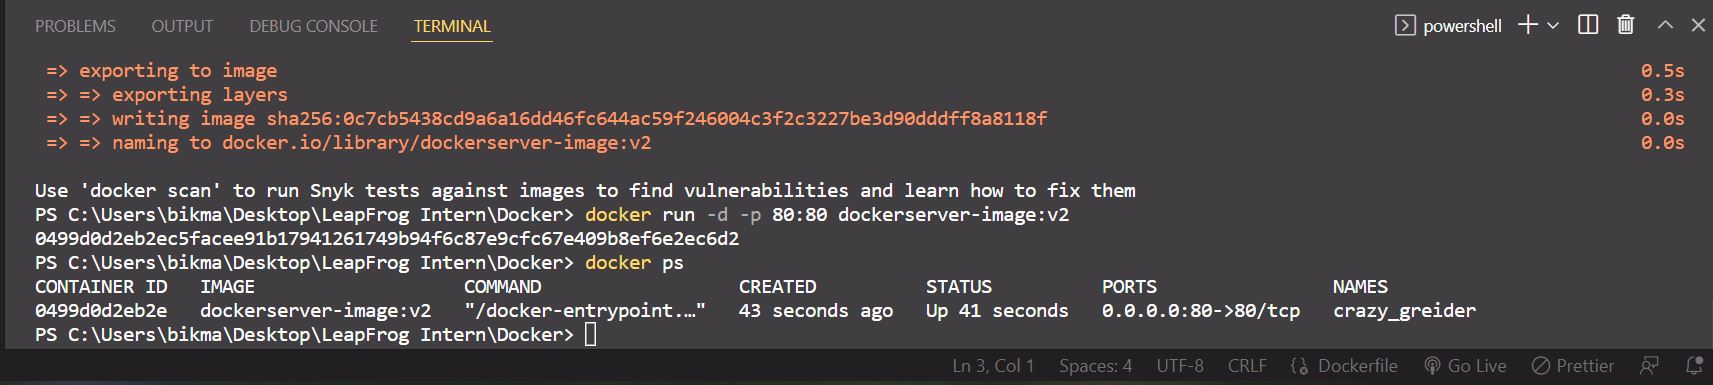 PROBLEMS OUTPUT DEBUG CONSOLE TERMINAL powershell
=> exporting to image 0.5s
=> => exporting layers 0.3s
=> => writing image sha256:0c7cb5438cd9a6a16dd46fc644ac59f246004c3f2c3227be3d90dddff8a8118f 0.0s
=> => naming to docker.io/library/dockerserver-image:v2 0.0s
Use 'docker scan' to run Snyk tests against images to find vulnerabilities and learn how to fix them
PS C:\Users\bikma\Desktop\LeapFrog Intern\Docker> docker run -d -p 80:80 dockerserver-image:v2
0499d0d2eb2ec5facee91b17941261749b94f6c87e9cfc67e409b8ef6e2ec6d2
PS C:\Users\bikma\Desktop\LeapFrog Intern\Docker> docker ps
CONTAINER ID IMAGE COMMAND CREATED STATUS PORTS NAMES
0499d0d2eb2e dockerserver-image:v2 "/docker-entrypoint.…" 43 seconds ago Up 41 seconds 0.0.0.0:80->80/tcp crazy_greider
PS C:\Users\bikma\Desktop\LeapFrog Intern\Docker>
Ln 3, Col 1 Spaces: 4 UTF-8 CRLF Dockerfile Go Live Prettier